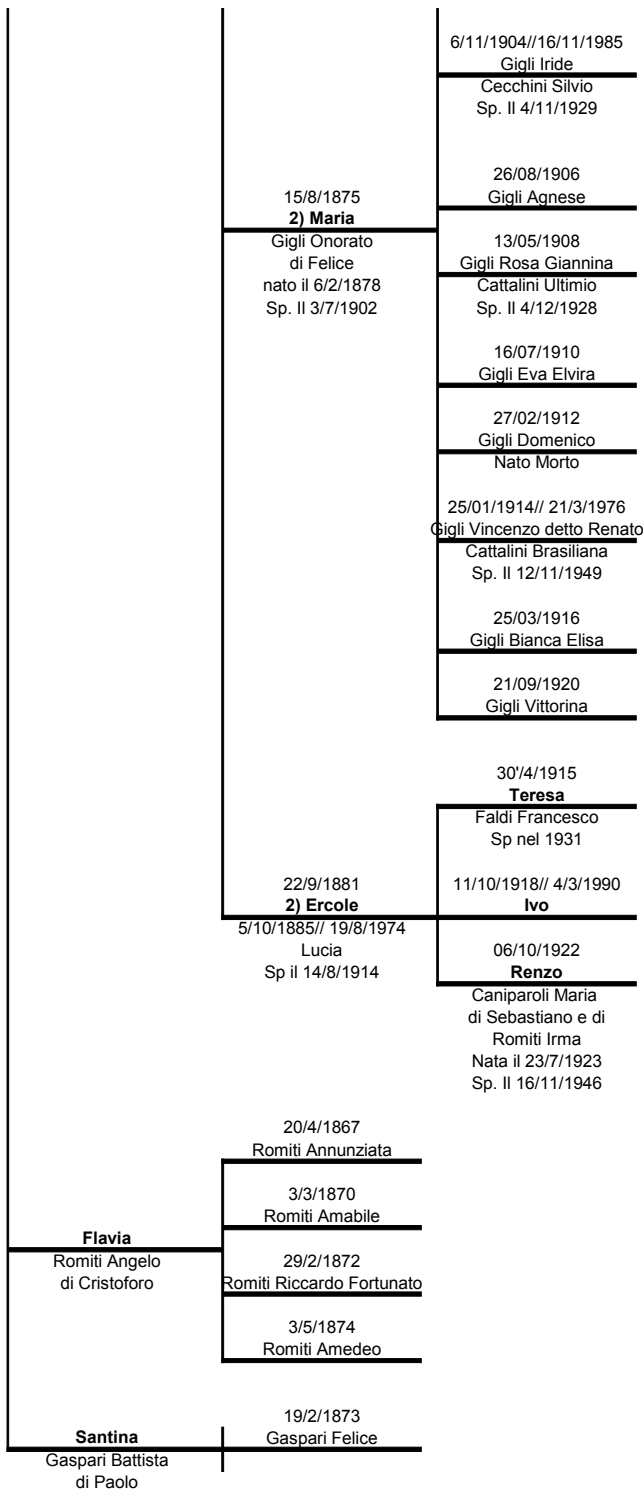 6/11/1904//16/11/1985
Gigli Iride
Cecchini Silvio
Sp. Il 4/11/1929
26/08/1906
Gigli Agnese
15/8/1875
2) Maria
Gigli Onorato
di Felice
nato il 6/2/1878
Sp. Il 3/7/1902
13/05/1908
Gigli Rosa Giannina
Cattalini Ultimio
Sp. Il 4/12/1928
16/07/1910
Gigli Eva Elvira
27/02/1912
Gigli Domenico
Nato Morto
25/01/1914// 21/3/1976
Gigli Vincenzo detto Renato
Cattalini Brasiliana
Sp. Il 12/11/1949
25/03/1916
Gigli Bianca Elisa
21/09/1920
Gigli Vittorina
30'/4/1915
Teresa
Faldi Francesco
Sp nel 1931
22/9/1881
2) Ercole
5/10/1885// 19/8/1974
Lucia
Sp il 14/8/1914
11/10/1918// 4/3/1990
Ivo
06/10/1922
Renzo
Caniparoli Maria
di Sebastiano e di
Romiti Irma
Nata il 23/7/1923
Sp. Il 16/11/1946
20/4/1867
Romiti Annunziata
3/3/1870
Romiti Amabile
Flavia
Romiti Angelo
di Cristoforo
29/2/1872
Romiti Riccardo Fortunato
3/5/1874
Romiti Amedeo
19/2/1873
Gaspari Felice
Santina
Gaspari Battista
di Paolo